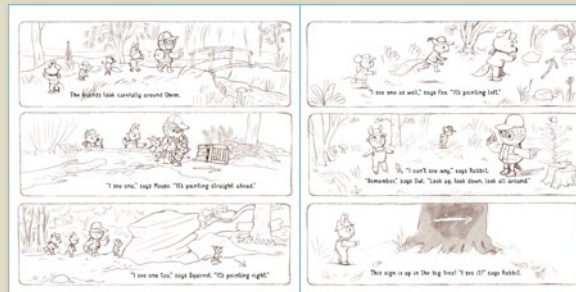 The friends look carefully around them.
"I see one," says Mouse. "It's pointing straight ahead."
"I see one too," says Squirrel. "It's pointing right."
"I see one as well," says Fox. "It's pointing left."
"I can't see any," says Rabbit.
"Remember," says Owl. "Look up, look down, look all around."
This sign is up in the big tree! "I see it!" says Rabbit.